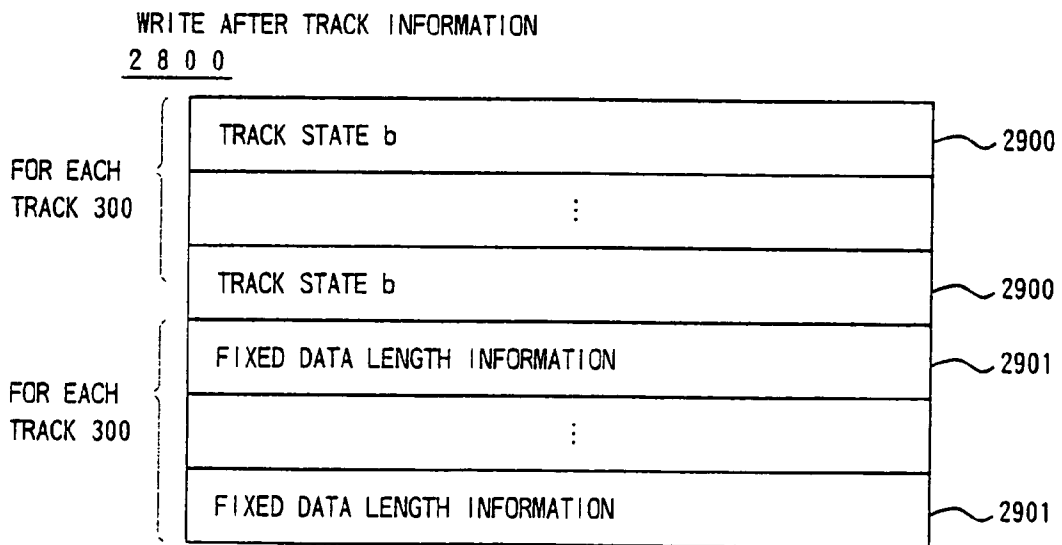 WRITE AFTER TRACK INFORMATION
2800
FOR EACH
TRACK 300
TRACK STATE b
2900
⋮
TRACK STATE b
2900
FOR EACH
TRACK 300
FIXED DATA LENGTH INFORMATION
2901
⋮
FIXED DATA LENGTH INFORMATION
2901